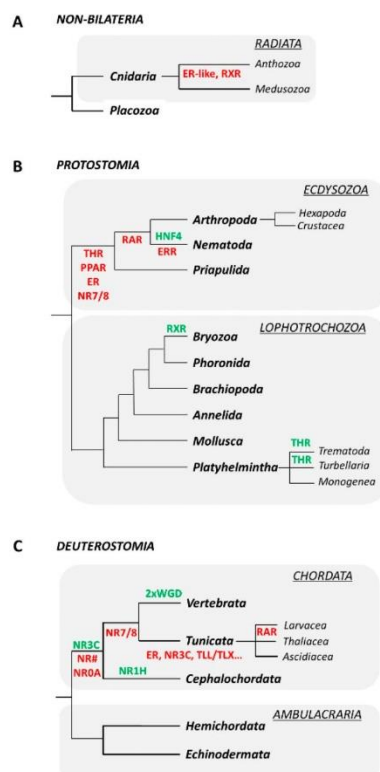 A NON-BILATERIA
RADIATA
Anthozoa
Cnidaria
ER-like, RXR
Medusozoa
Placozoa
B PROTOSTOMIA
ECDYSOZOA
Arthropoda
Hexapoda
Crustacea
RAR
HNF4
Nematoda
THR
ERR
PPAR
Priapulida
ER
NR7/8
LOPHOTROCHOZOA
RXR
Bryozoa
Phoronida
Brachiopoda
Annelida
Mollusca
THR
Trematoda
Platyhelmintha
THR
Turbellaria
Monogenea
C DEUTEROSTOMIA
CHORDATA
2xWGD
Vertebrata
NR7/8
Larvacea
NR3C
Tunicata
RAR
Thaliacea
NR#
ER, NR3C, TLL/TLX...
Ascidiacea
NR0A
NR1H
Cephalochordata
AMBULACRARIA
Hemichordata
Echinodermata